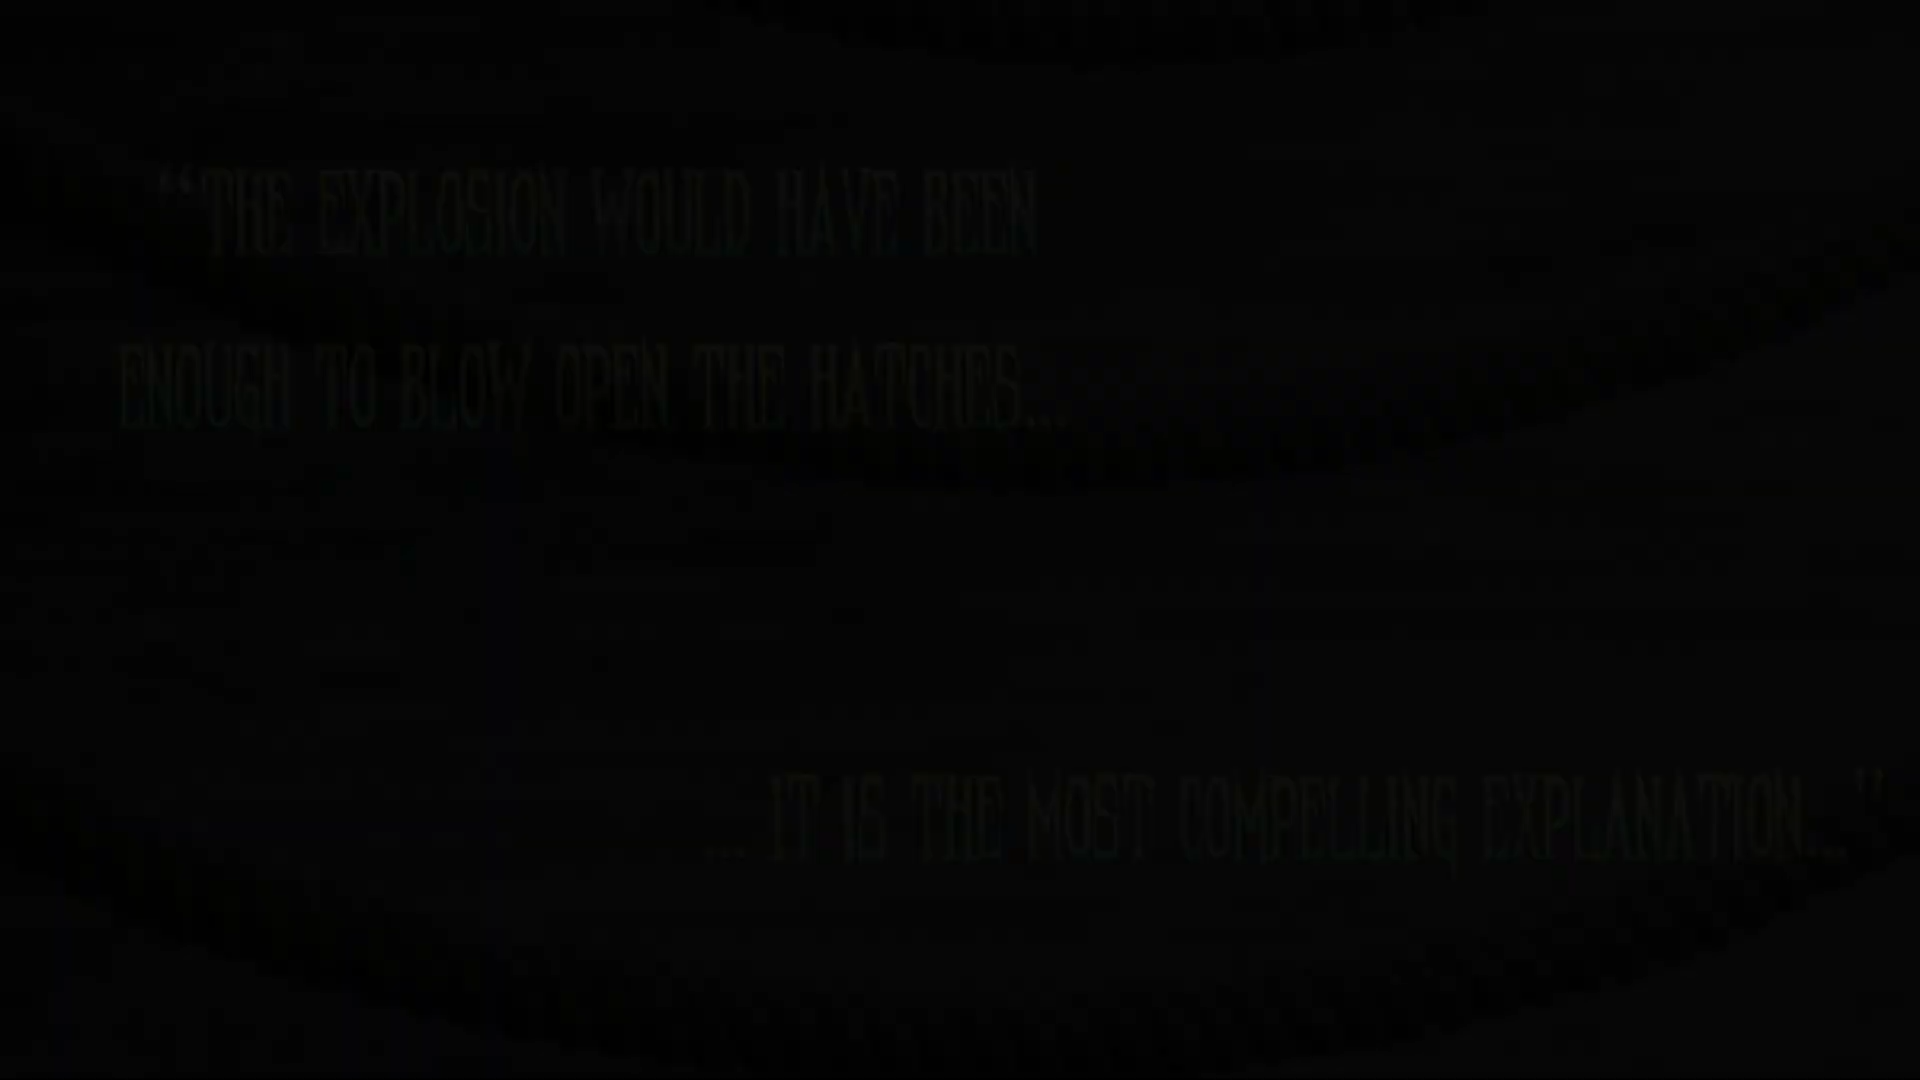 “THE EXPLOSION WOULD HAVE BEEN
ENOUGH TO BLOW OPEN THE HATCHES...
... IT IS THE MOST COMPELLING EXPLANATION...”